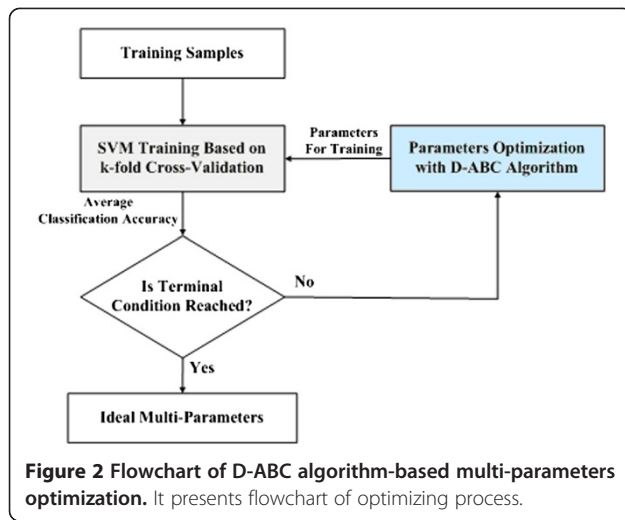 Training Samples
SVM Training Based on
k-fold Cross-Validation
Parameters
For Training
Parameters Optimization
with D-ABC Algorithm
Average
Classification Accuracy
Is Terminal
Condition Reached?
No
Yes
Ideal Multi-Parameters
Figure 2 Flowchart of D-ABC algorithm-based multi-parameters
optimization. It presents flowchart of optimizing process.